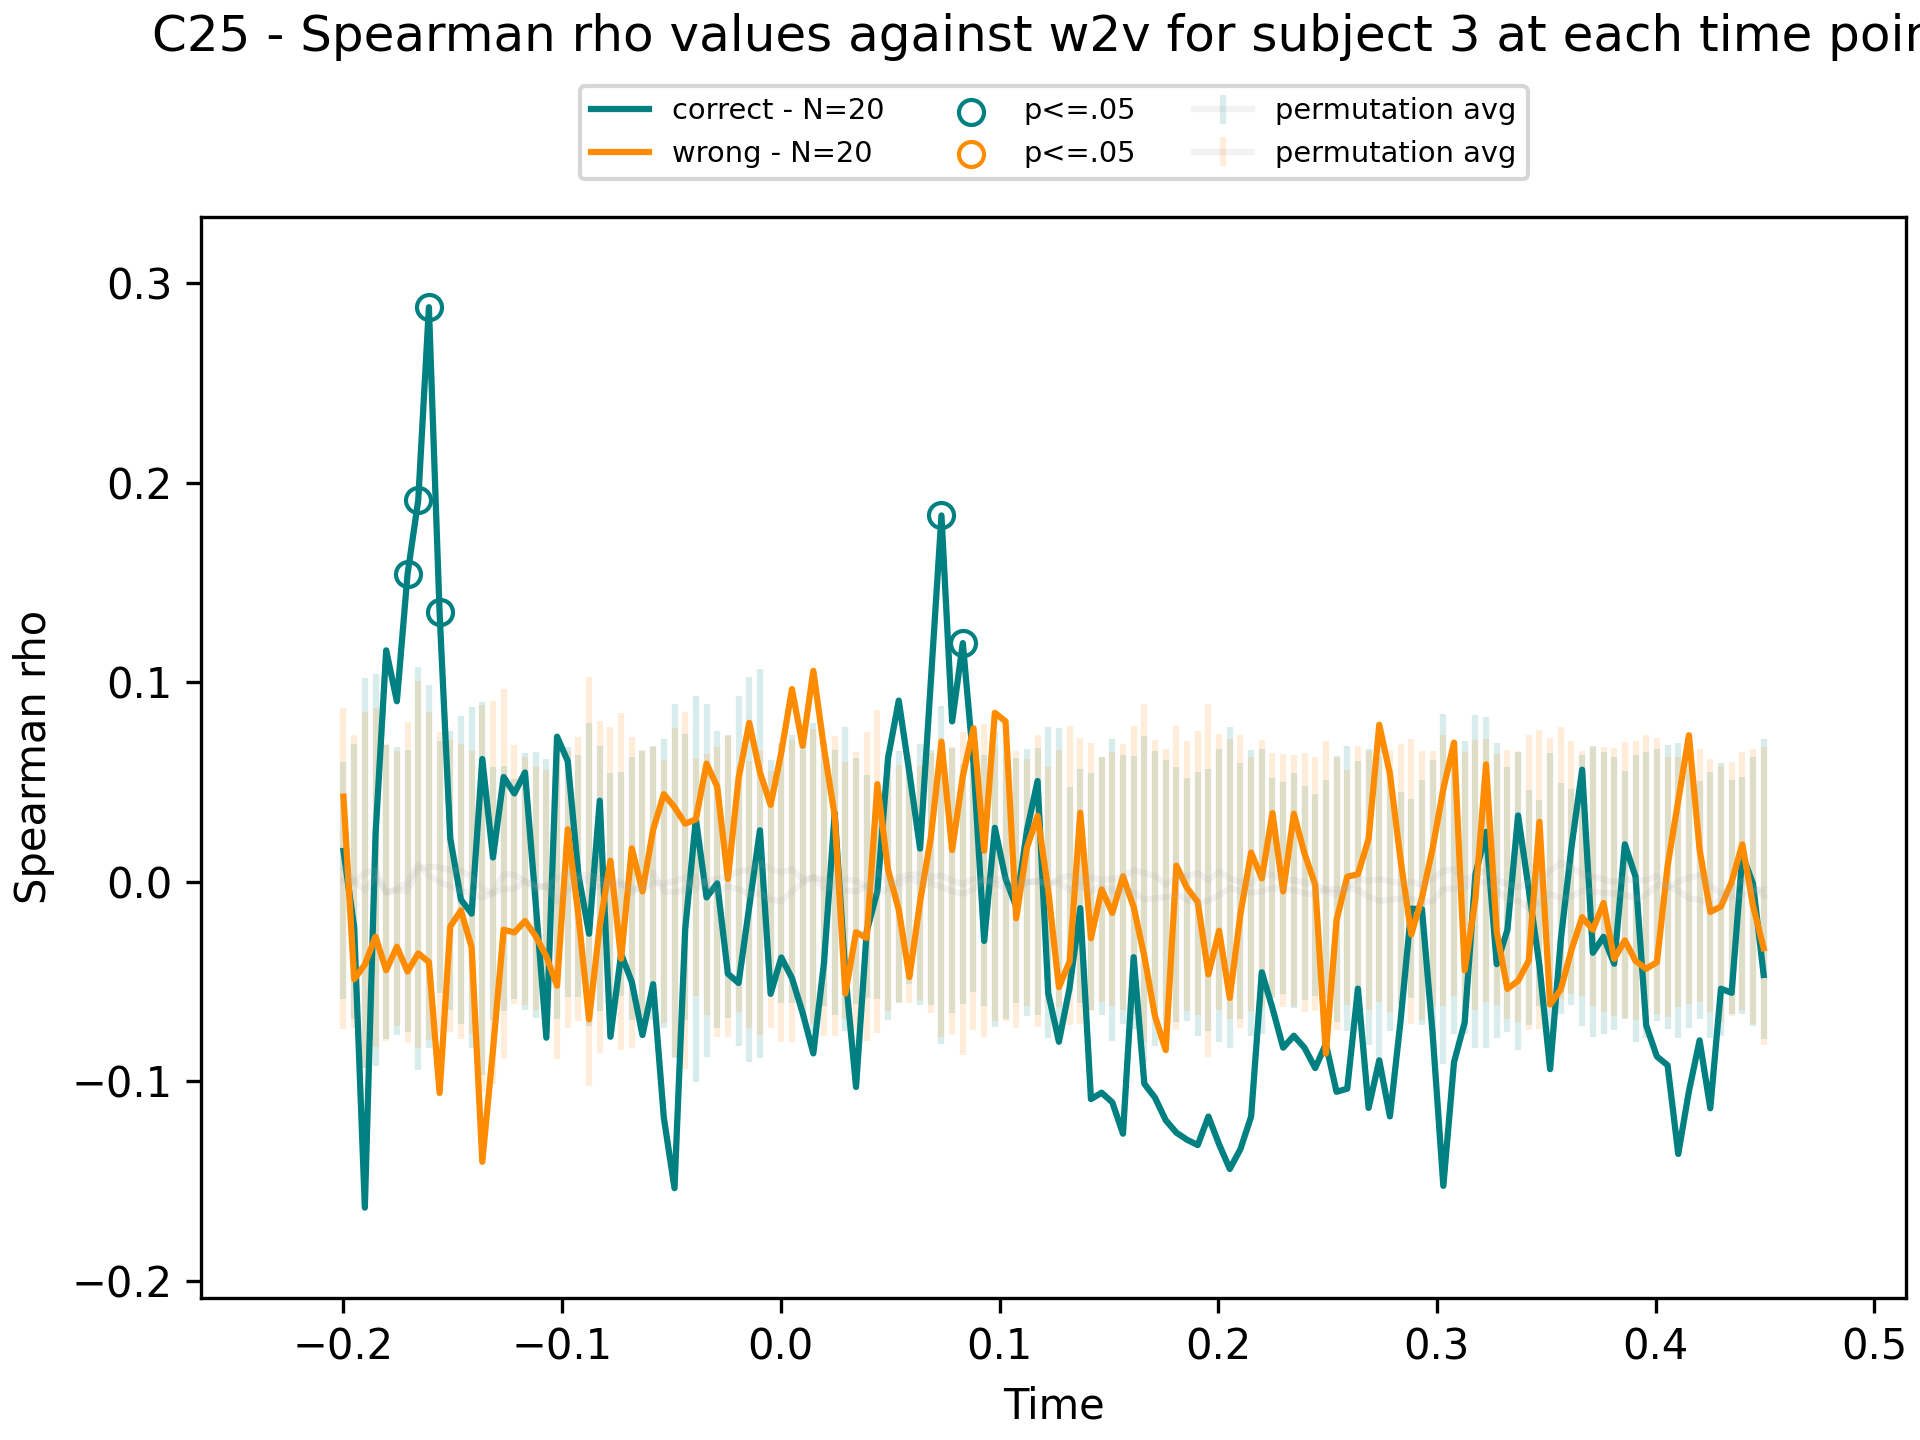 C25 - Spearman rho values against w2v for subject 3 at each time poin
correct - N=20 p<=.05 permutation avg
wrong - N=20 p<=.05 permutation avg
0.3
0.2
0.1
0.0
−0.1
−0.2
Spearman rho
−0.2 −0.1 0.0 0.1 0.2 0.3 0.4 0.5
Time